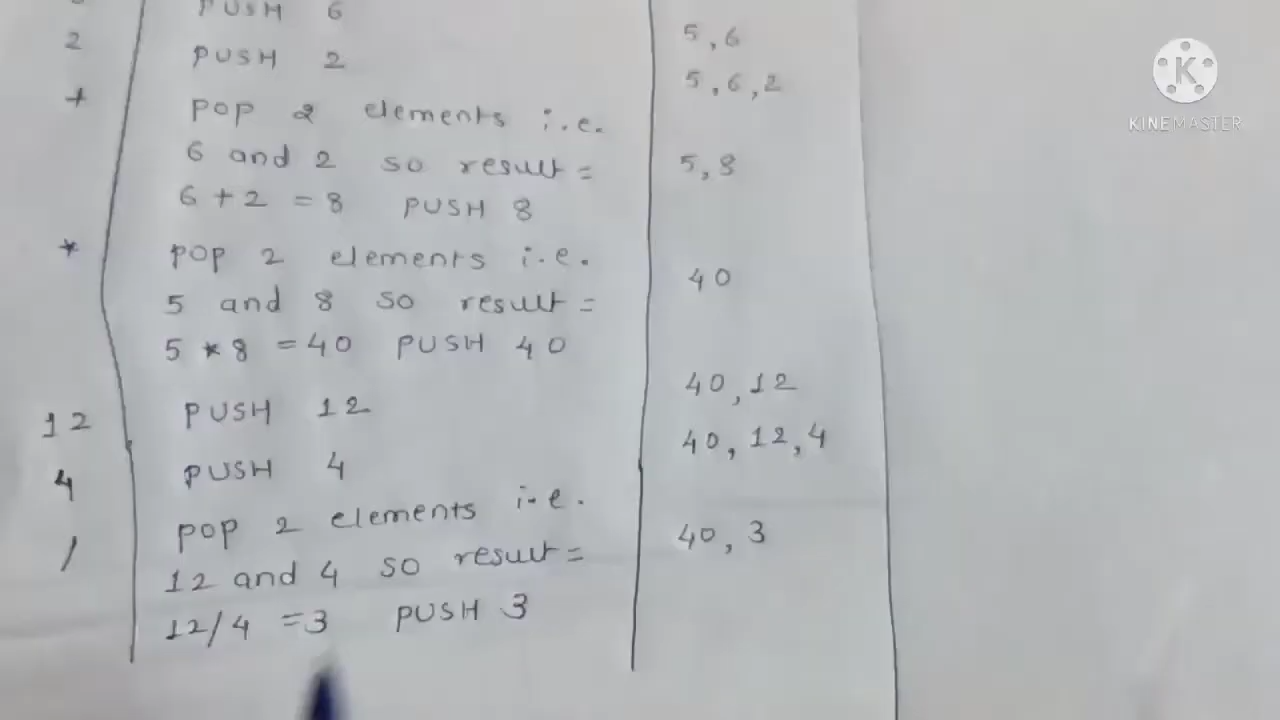 PUSH 6
5, 6
2 PUSH 2
5, 6, 2
+ pop 2 elements i.e.
6 and 2 so result =
5, 8
6 + 2 = 8 PUSH 8
* pop 2 elements i.e.
40
5 and 8 so result =
5 * 8 = 40 PUSH 40
12 PUSH 12
40, 12
4 PUSH 4
40, 12, 4
/ pop 2 elements i.e.
12 and 4 so result =
40, 3
12/4 = 3 PUSH 3
KINEMASTER